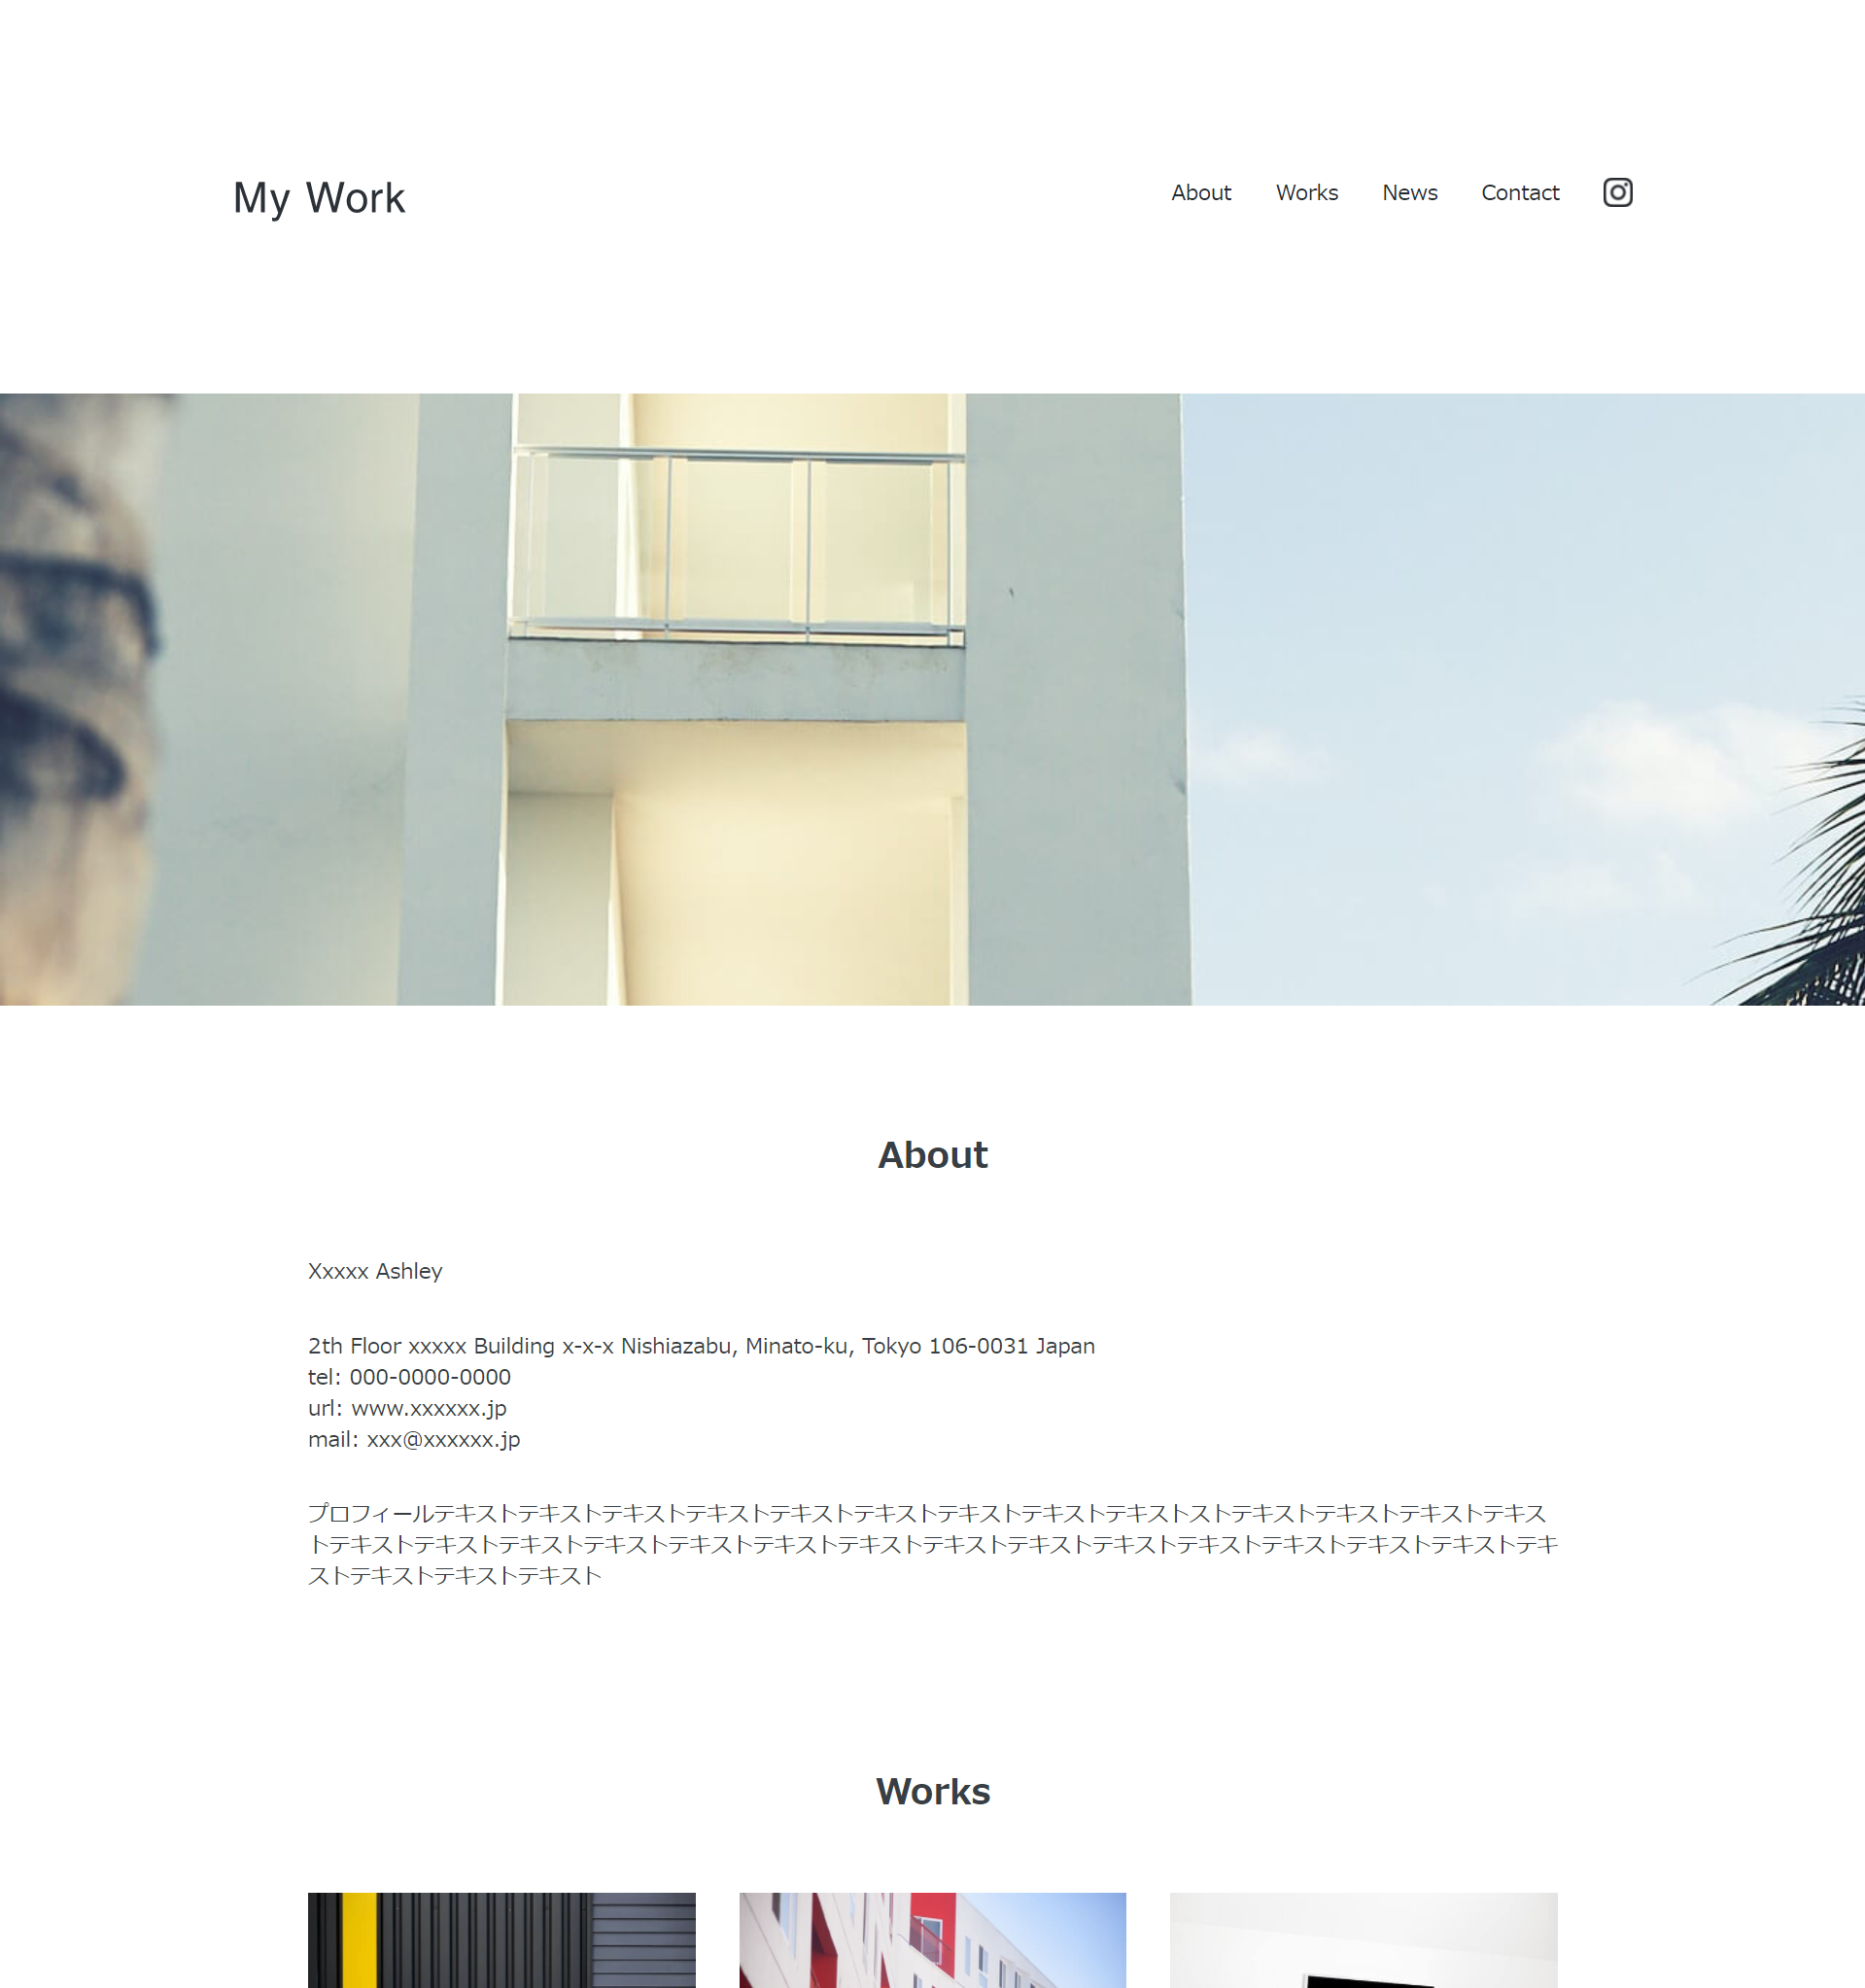 My Work
About
Works
News
Contact
About
Xxxxx Ashley
2th Floor xxxxx Building x-x-x Nishiazabu, Minato-ku, Tokyo 106-0031 Japan
tel: 000-0000-0000
url: www.xxxxxx.jp
mail: xxx@xxxxxx.jp
プロフィールテキストテキストテキストテキストテキストテキストテキストテキストテキストストテキストテキストテキストテキス
トテキストテキストテキストテキストテキストテキストテキストテキストテキストテキストテキストテキストテキストテキストテキ
ストテキストテキストテキスト
Works